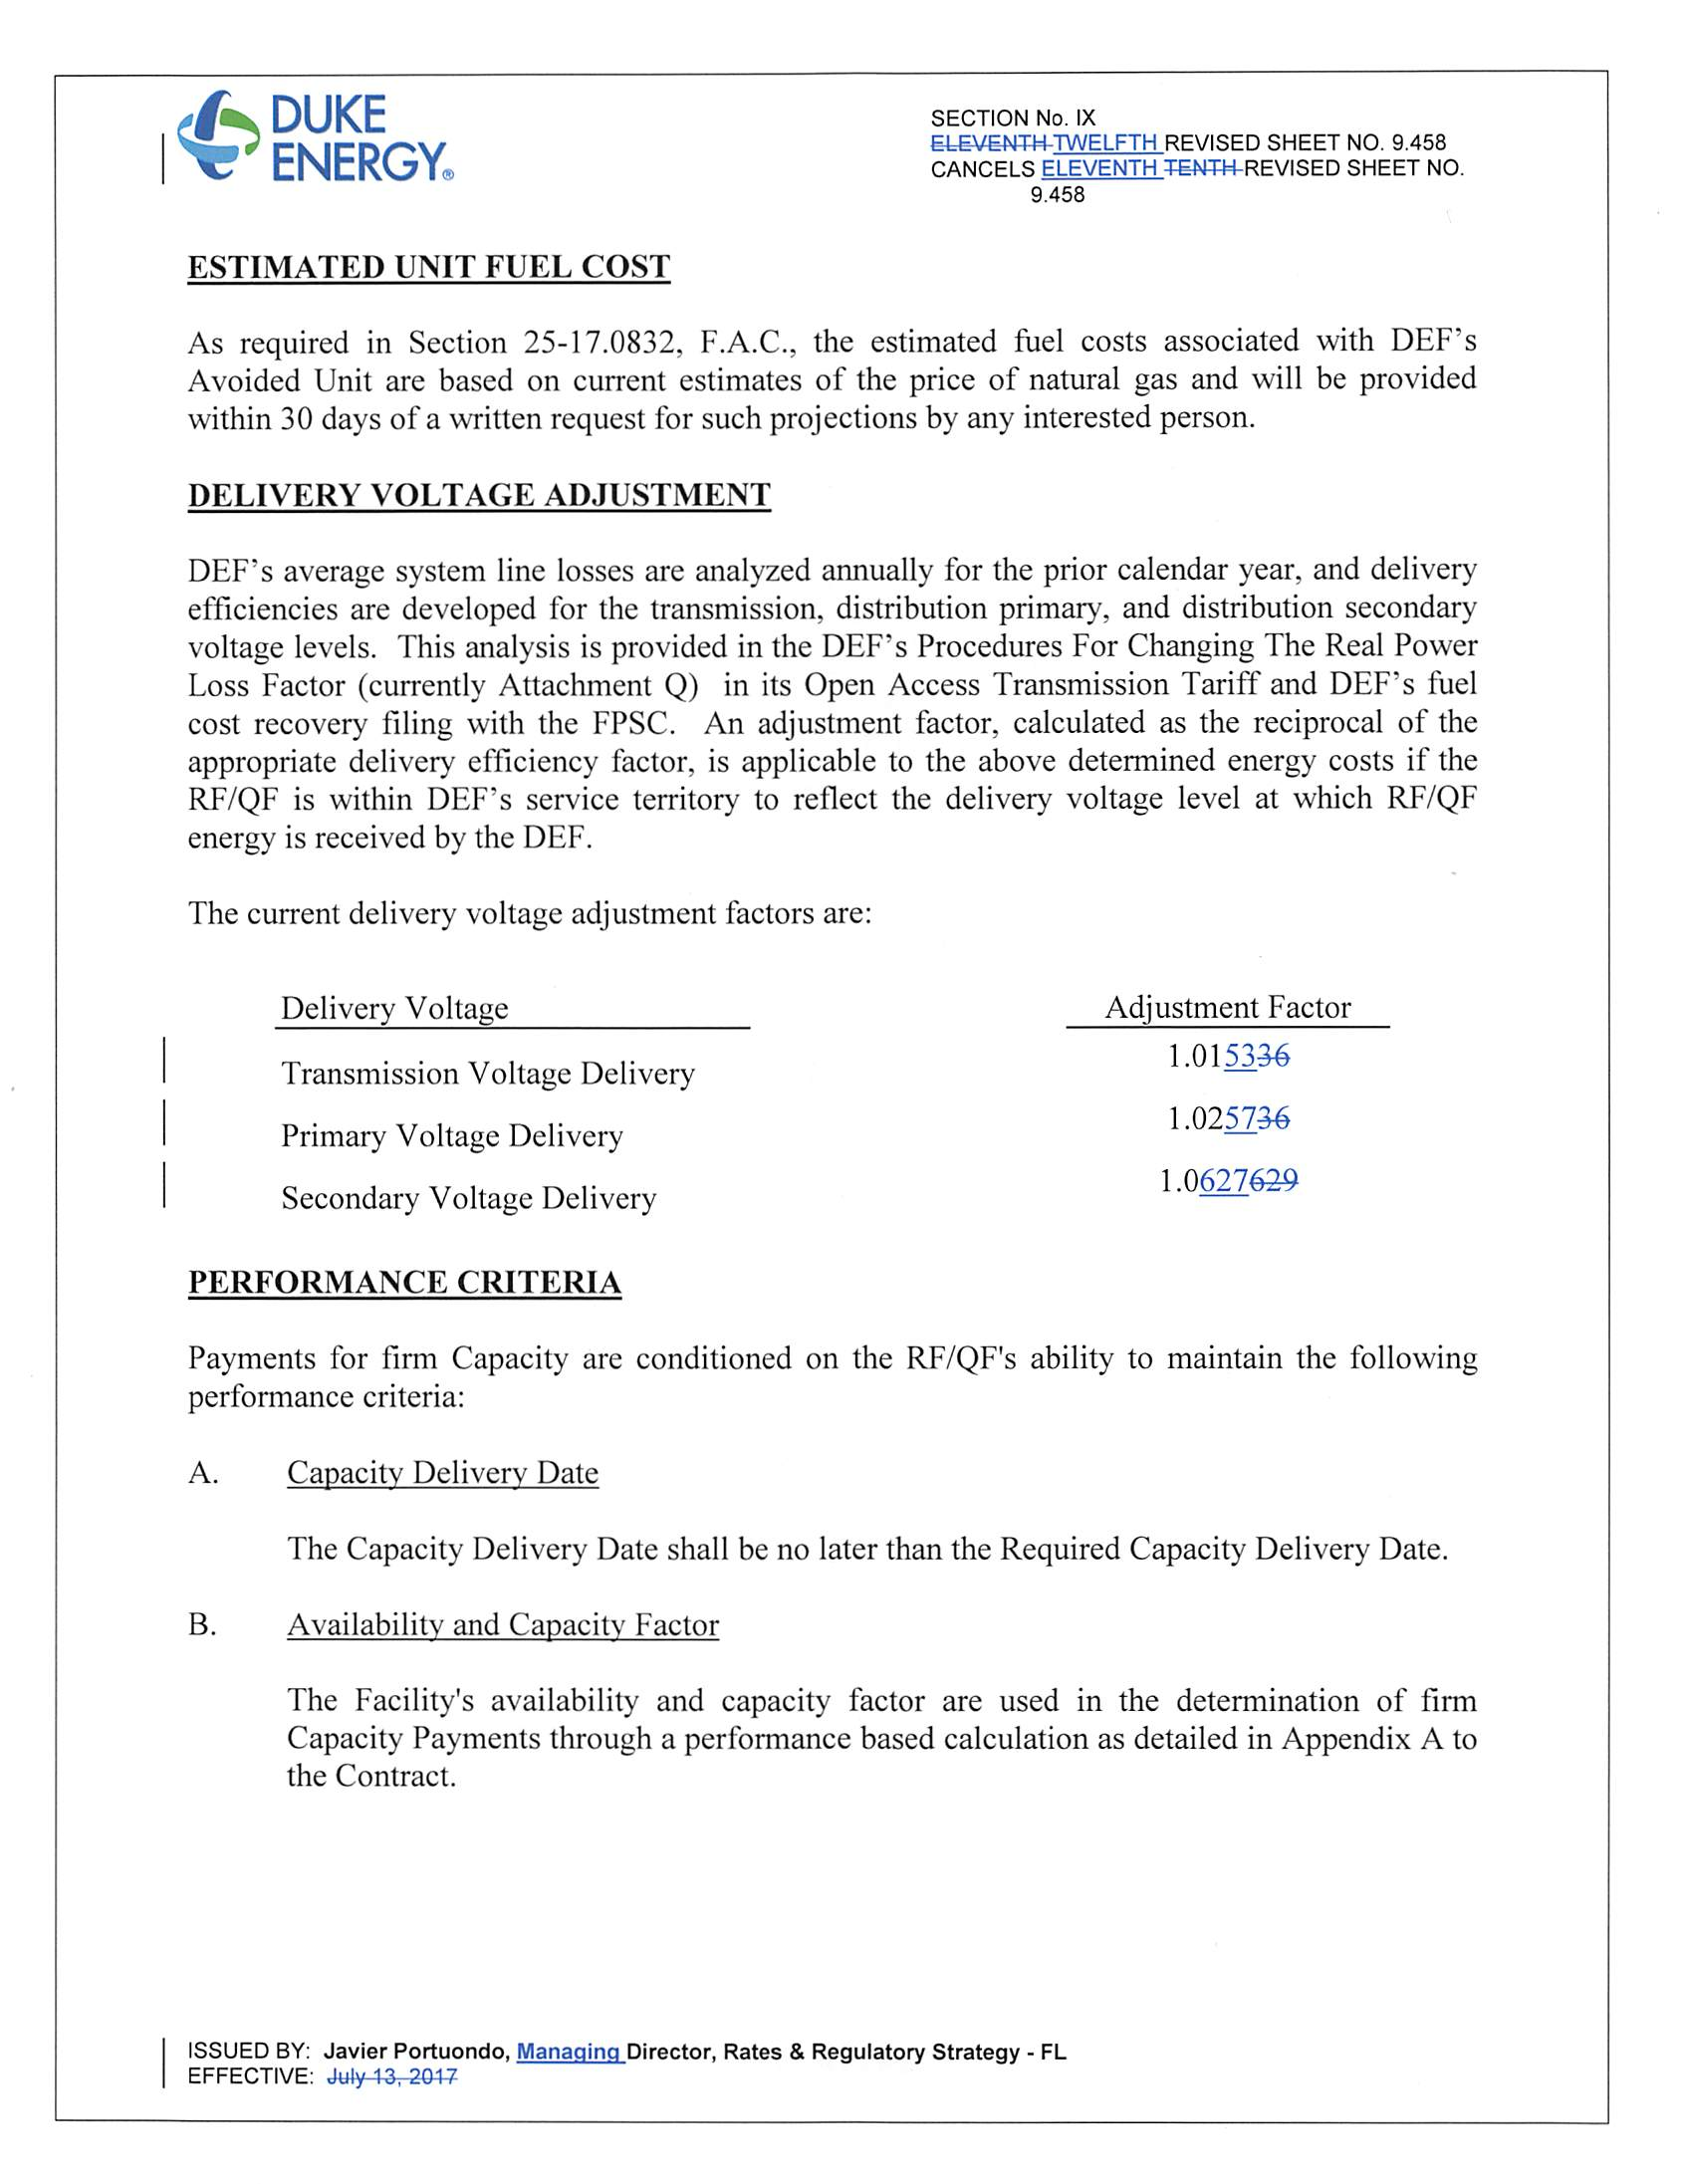 DUKE
ENERGY®
SECTION No. IX
ELEVENTH TWELFTH REVISED SHEET NO. 9.458
CANCELS ELEVENTH TENTH REVISED SHEET NO.
9.458
ESTIMATED UNIT FUEL COST
As required in Section 25-17.0832, F.A.C., the estimated fuel costs associated with DEF's
Avoided Unit are based on current estimates of the price of natural gas and will be provided
within 30 days of a written request for such projections by any interested person.
DELIVERY VOLTAGE ADJUSTMENT
DEF's average system line losses are analyzed annually for the prior calendar year, and delivery
efficiencies are developed for the transmission, distribution primary, and distribution secondary
voltage levels. This analysis is provided in the DEF's Procedures For Changing The Real Power
Loss Factor (currently Attachment Q) in its Open Access Transmission Tariff and DEF's fuel
cost recovery filing with the FPSC. An adjustment factor, calculated as the reciprocal of the
appropriate delivery efficiency factor, is applicable to the above determined energy costs if the
RF/QF is within DEF's service territory to reflect the delivery voltage level at which RF/QF
energy is received by the DEF.
The current delivery voltage adjustment factors are:
Delivery Voltage Adjustment Factor
Transmission Voltage Delivery 1.015336
Primary Voltage Delivery 1.025736
Secondary Voltage Delivery 1.0627629
PERFORMANCE CRITERIA
Payments for firm Capacity are conditioned on the RF/QF's ability to maintain the following
performance criteria:
A. Capacity Delivery Date
The Capacity Delivery Date shall be no later than the Required Capacity Delivery Date.
B. Availability and Capacity Factor
The Facility's availability and capacity factor are used in the determination of firm
Capacity Payments through a performance based calculation as detailed in Appendix A to
the Contract.
ISSUED BY: Javier Portuondo, Managing Director, Rates & Regulatory Strategy - FL
EFFECTIVE: July 13, 2017